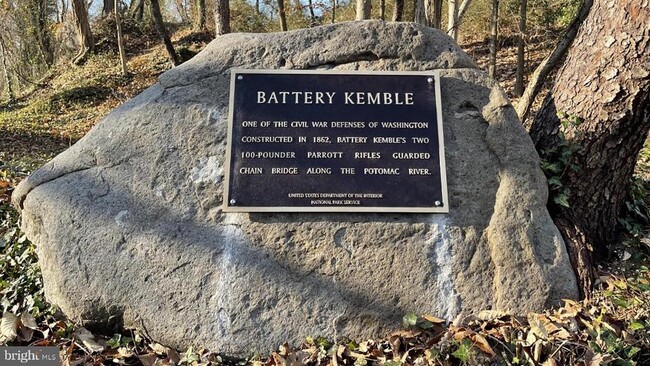 BATTERY KEMBLE
ONE OF THE CIVIL WAR DEFENSES OF WASHINGTON
CONSTRUCTED IN 1862, BATTERY KEMBLE'S TWO
100-POUNDER PARROTT RIFLES GUARDED
CHAIN BRIDGE ALONG THE POTOMAC RIVER.
UNITED STATES DEPARTMENT OF THE INTERIOR
NATIONAL PARK SERVICE
bright MLS